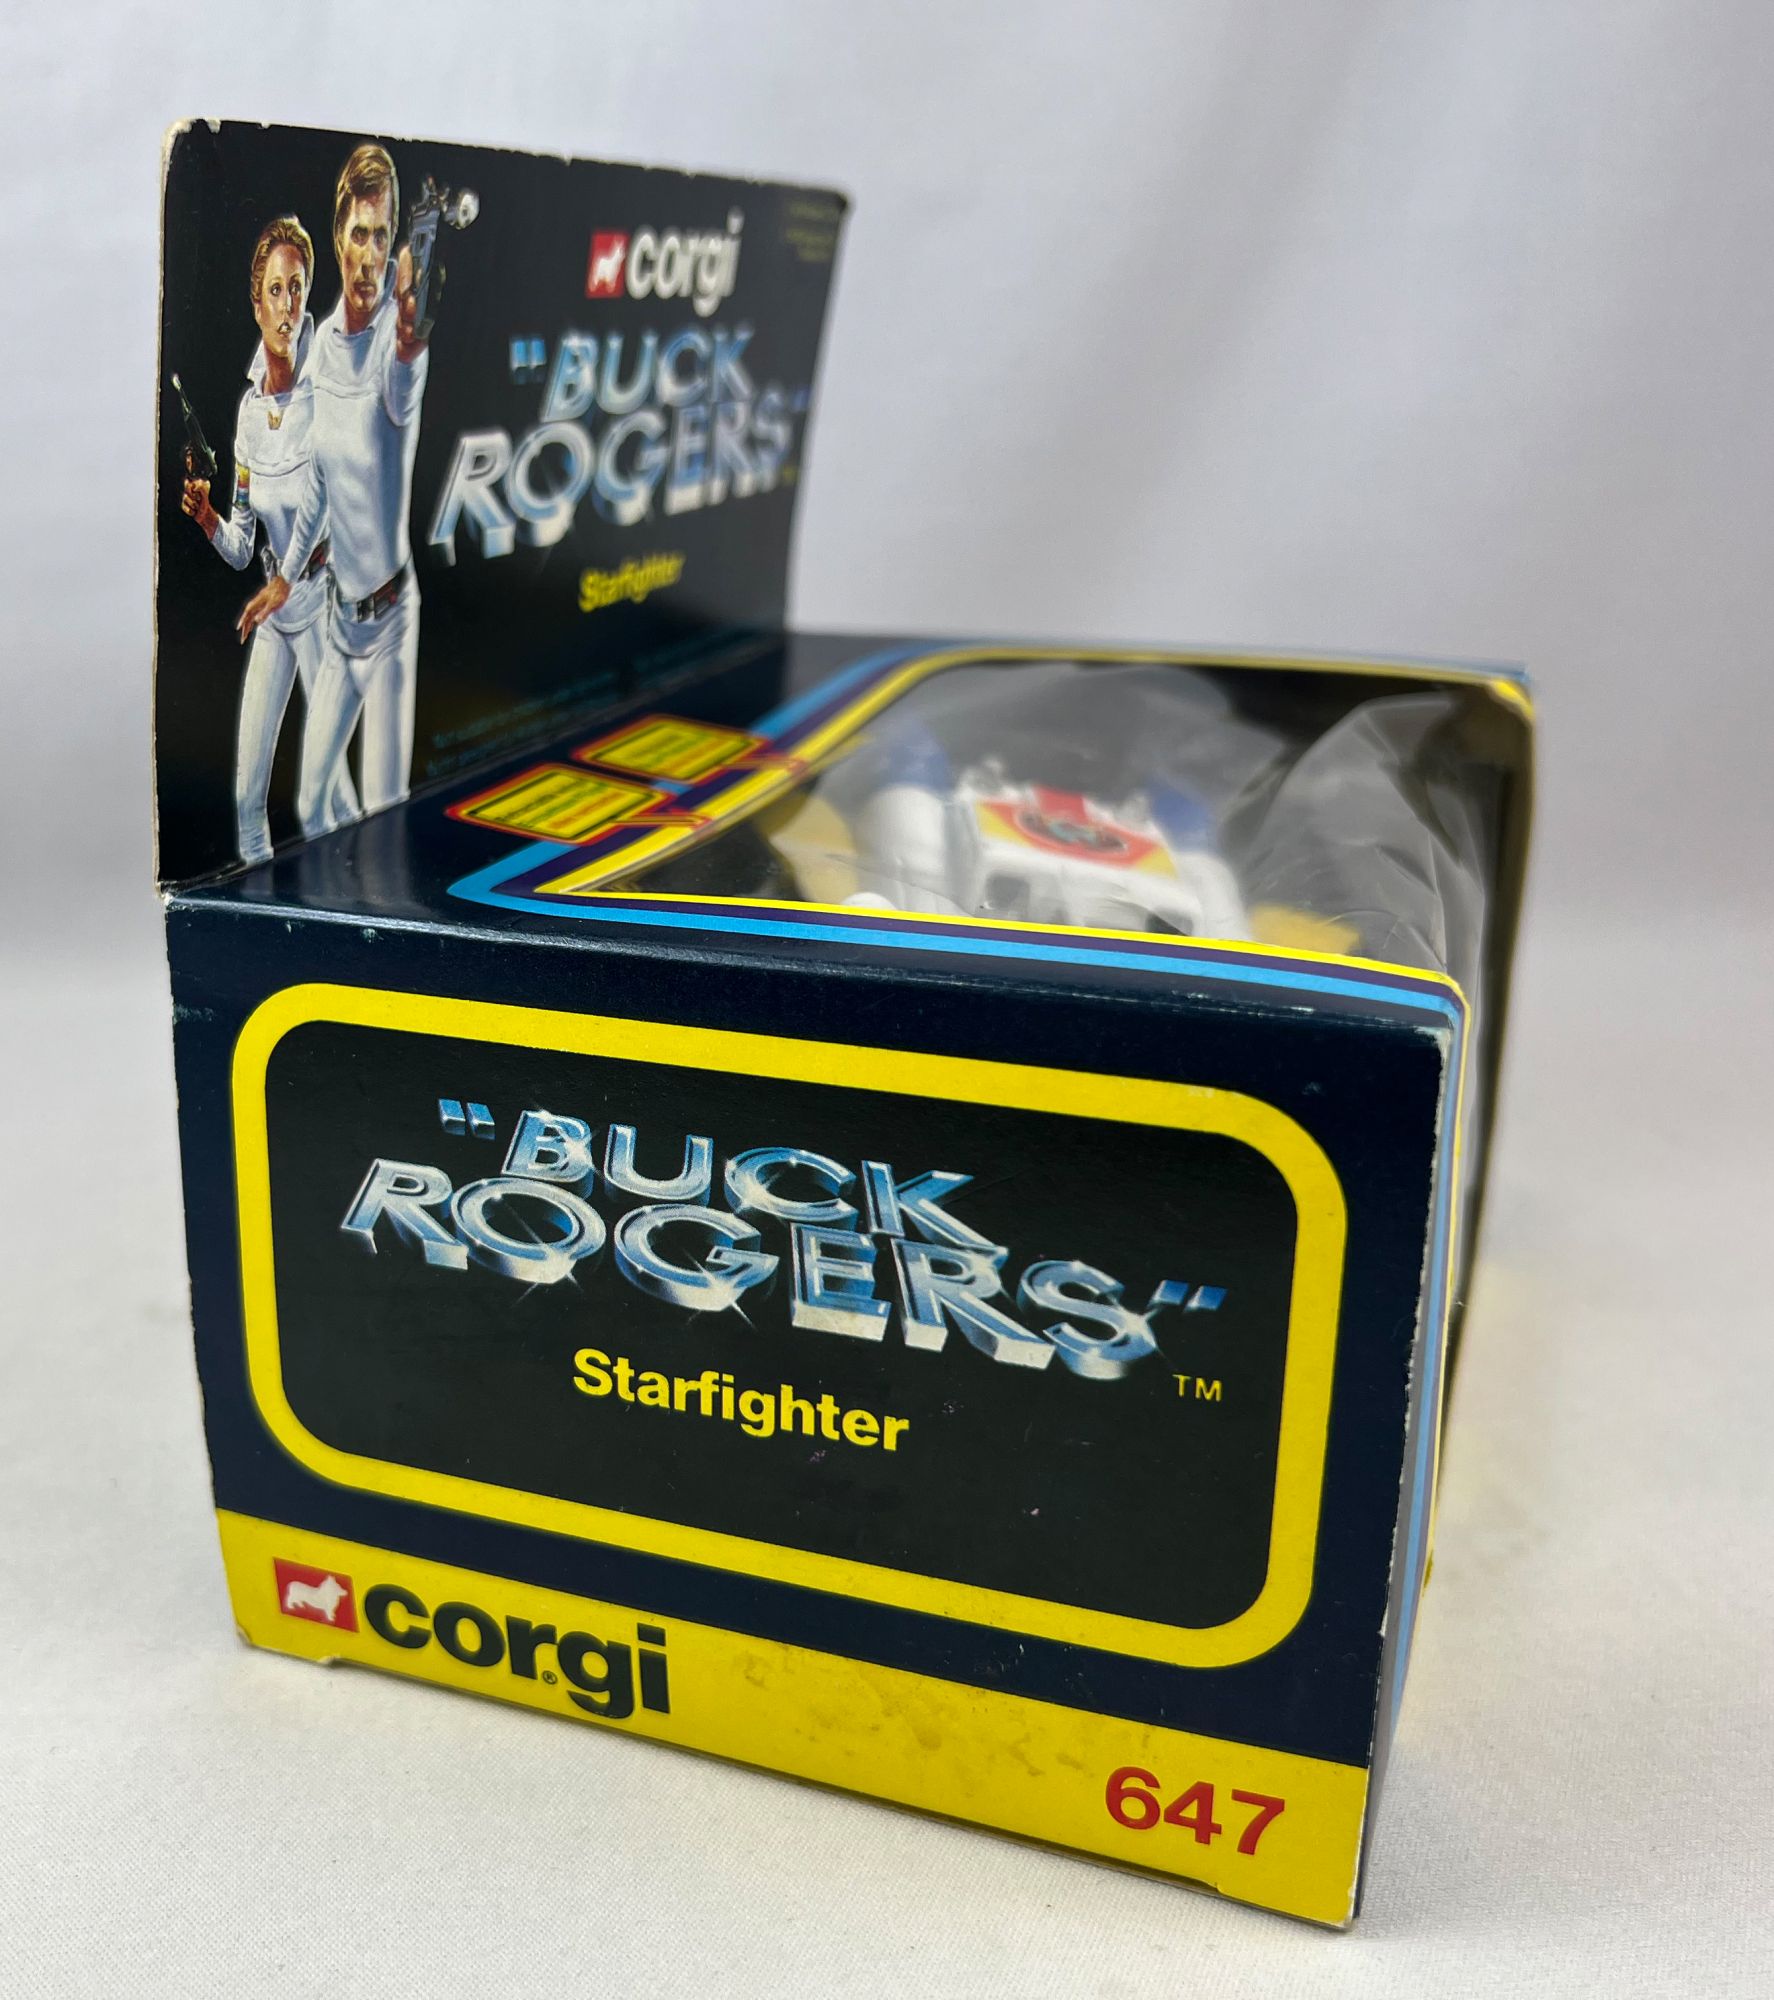 corgi
"BUCK
ROGERS"
Starfighter
"BUCK
ROGERS"
TM
Starfighter
corgi®
647